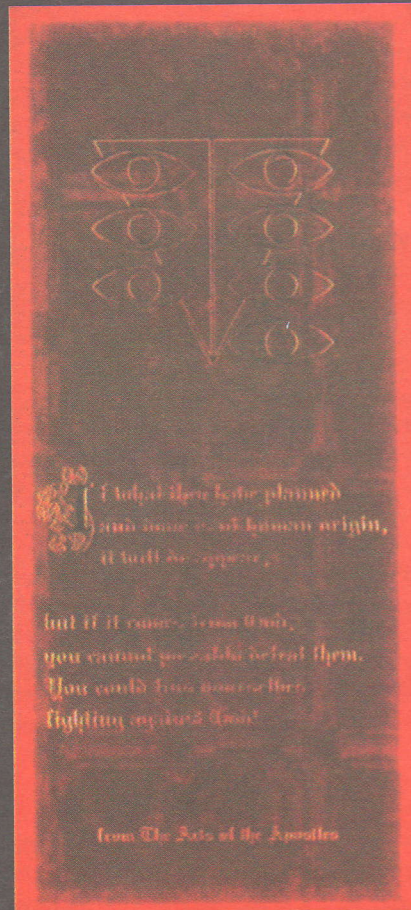 If what they have planned
and done is of human origin,
it will disappear,
but if it comes from God,
you cannot possibly defeat them.
You could find yourselves
fighting against God!
from The Acts of the Apostles